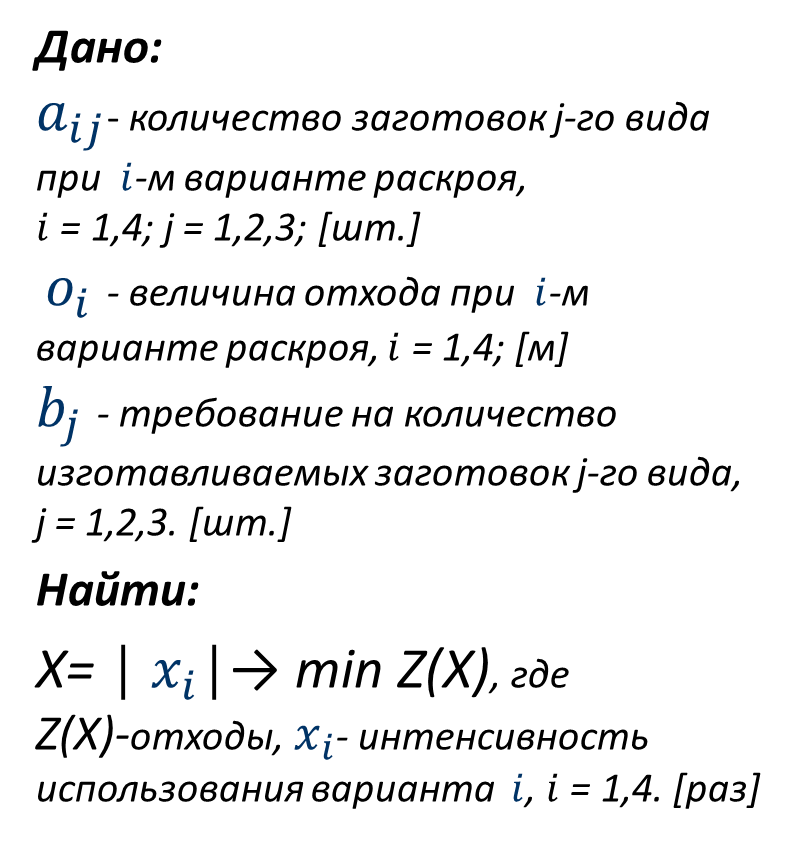 Дано:
a_{ij} - количество заготовок j-го вида
при i-м варианте раскроя,
i = 1,4; j = 1,2,3; [шт.]
o_i - величина отхода при i-м
варианте раскроя, i = 1,4; [м]
b_j - требование на количество
изготавливаемых заготовок j-го вида,
j = 1,2,3. [шт.]
Найти:
X= | x_i |→ min Z(X), где
Z(X)-отходы, x_i- интенсивность
использования варианта i, i = 1,4. [раз]